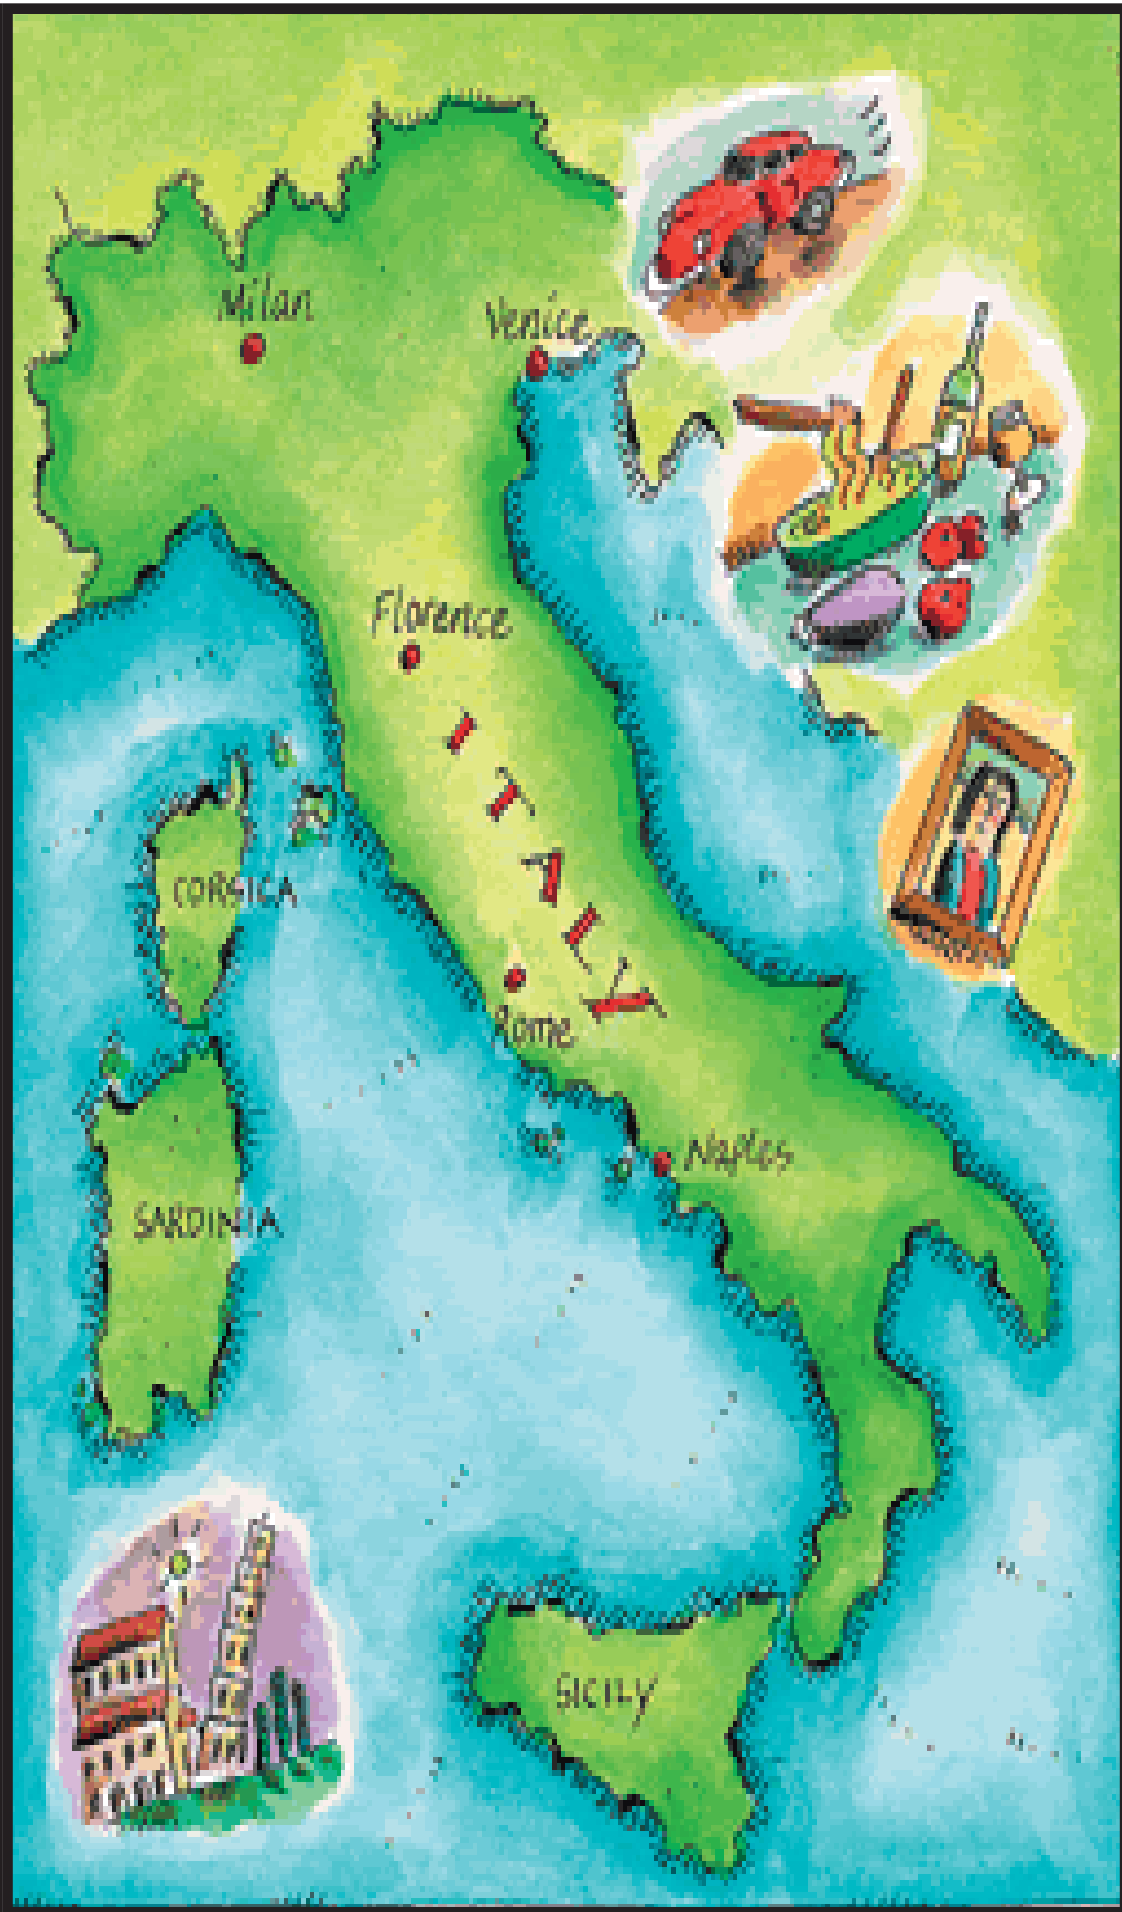 Milan
Venice
Florence
ITALY
CORSICA
Rome
Naples
SARDINIA
SICILY